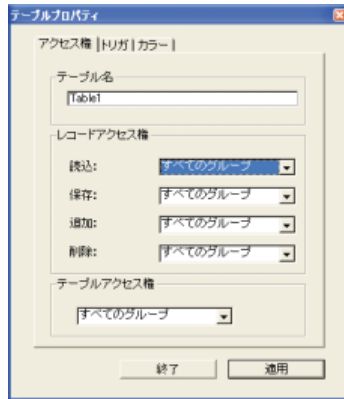 テーブルプロパティ
アクセス権 トリガ カラー
テーブル名
Table1
レコードアクセス権
読込: すべてのグループ
保存: すべてのグループ
追加: すべてのグループ
削除: すべてのグループ
テーブルアクセス権
すべてのグループ
終了 適用